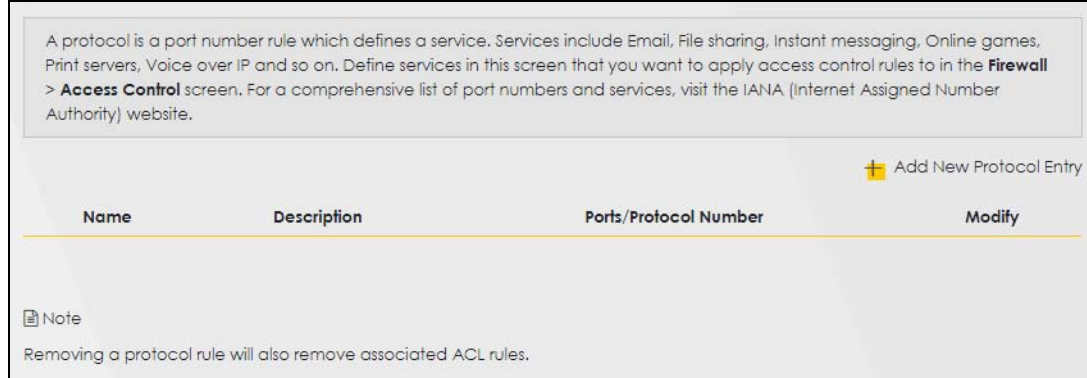 A protocol is a port number rule which defines a service. Services include Email, File sharing, Instant messaging, Online games,
Print servers, Voice over IP and so on. Define services in this screen that you want to apply access control rules to in the Firewall
> Access Control screen. For a comprehensive list of port numbers and services, visit the IANA (Internet Assigned Number
Authority) website.
Add New Protocol Entry
Name Description Ports/Protocol Number Modify
Note
Removing a protocol rule will also remove associated ACL rules.